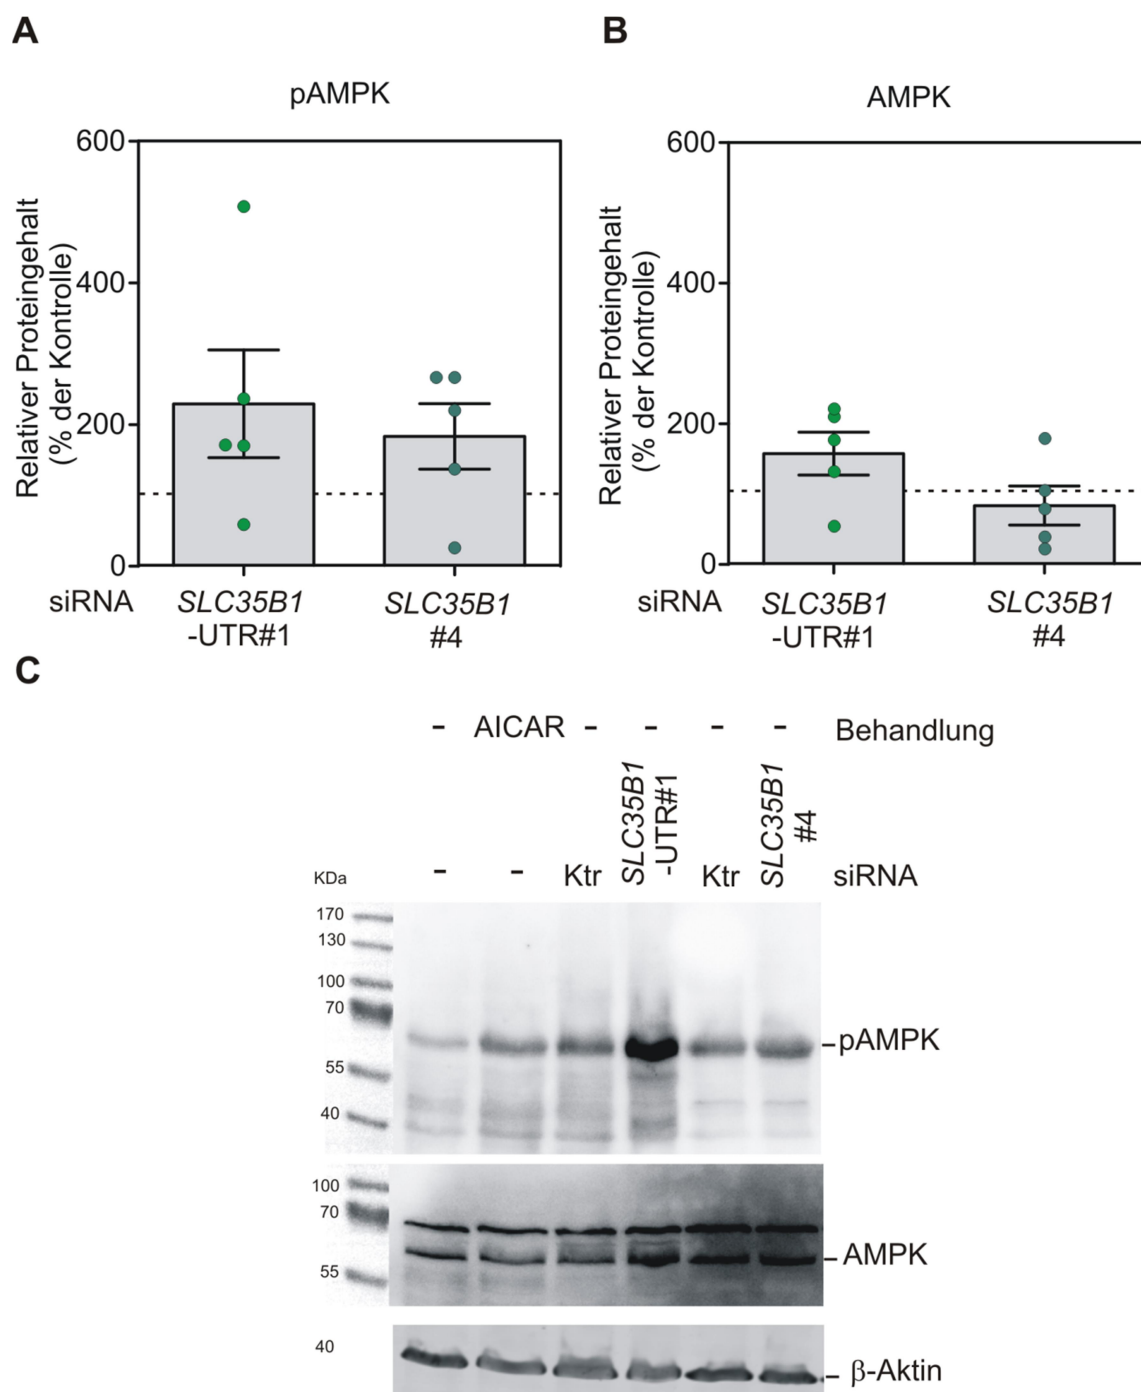 A
B
pAMPK
AMPK
Relativer Proteingehalt
(% der Kontrolle)
600
400
200
0
Relativer Proteingehalt
(% der Kontrolle)
600
400
200
0
siRNA
SLC35B1
-UTR#1
SLC35B1
#4
siRNA
SLC35B1
-UTR#1
SLC35B1
#4
C
- AICAR - - - - Behandlung
- - Ktr SLC35B1 -UTR#1 Ktr SLC35B1 #4 siRNA
KDa
170
130
100
70
55
40
pAMPK
100
70
55
AMPK
40
β-Aktin